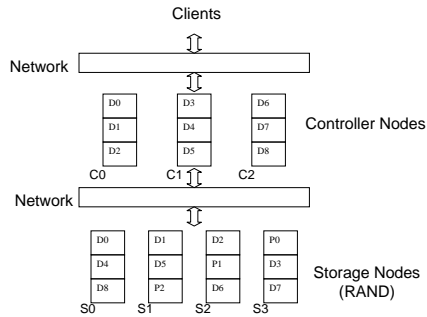 Clients
Network
D0 D3 D6
D1 D4 D7
D2 D5 D8
Controller Nodes
C0 C1 C2
Network
D0 D1 D2 P0
D4 D5 P1 D3
D8 P2 D6 D7
Storage Nodes
(RAND)
S0 S1 S2 S3